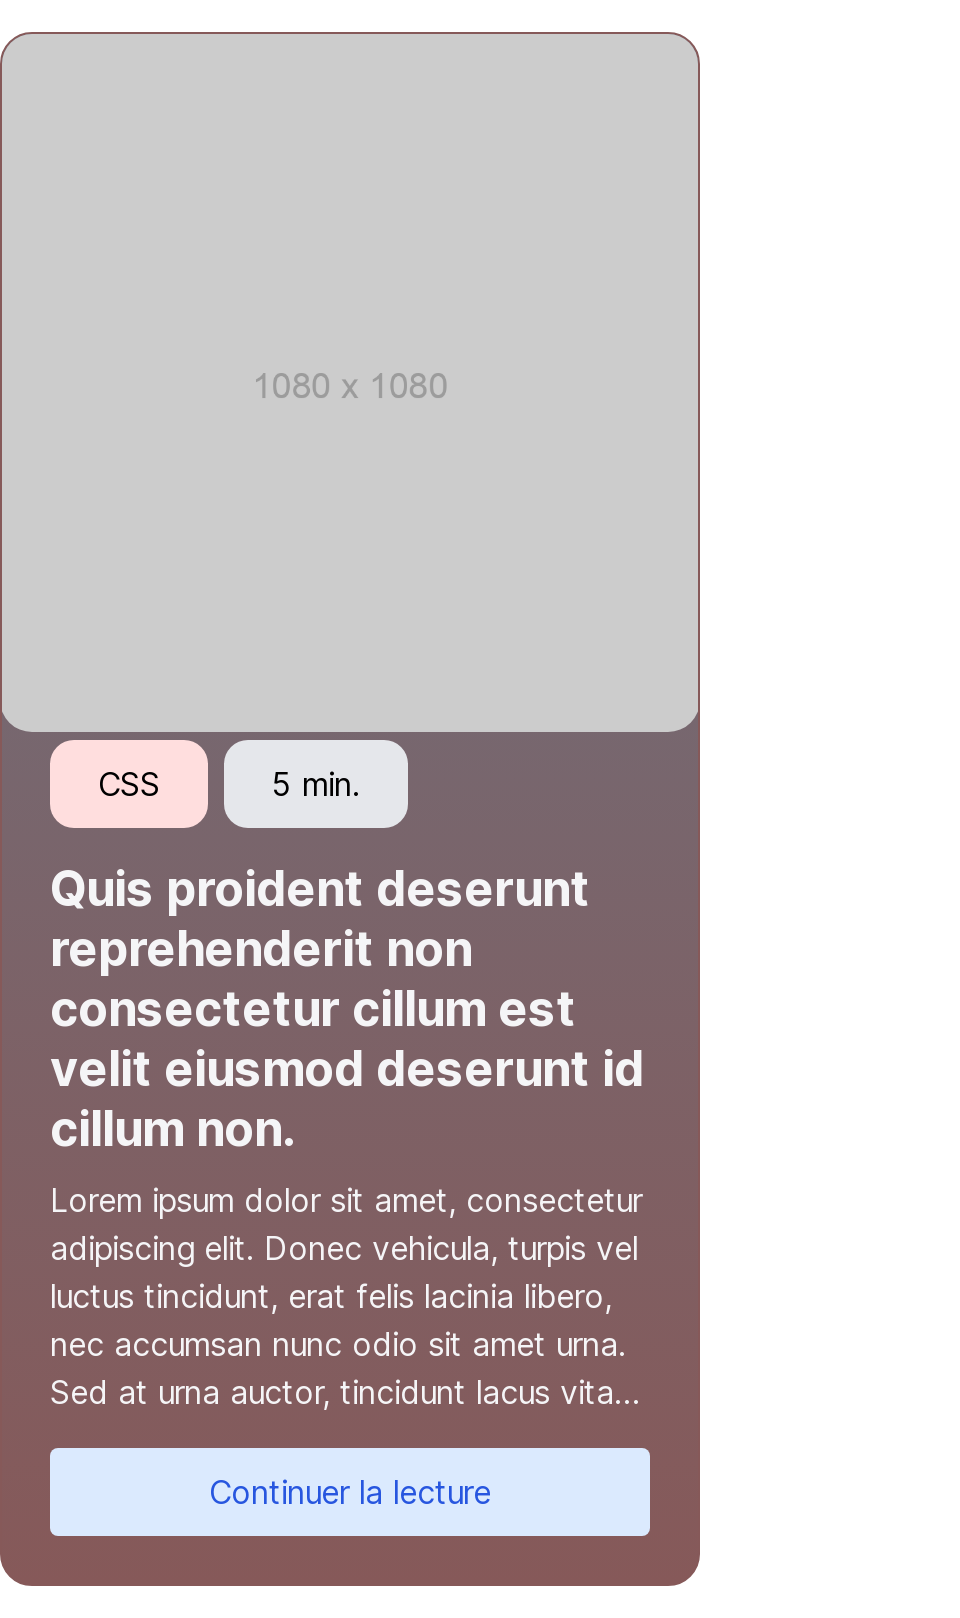 1080 x 1080
CSS
5 min.
Quis proident deserunt
reprehenderit non
consectetur cillum est
velit eiusmod deserunt id
cillum non.
Lorem ipsum dolor sit amet, consectetur
adipiscing elit. Donec vehicula, turpis vel
luctus tincidunt, erat felis lacinia libero,
nec accumsan nunc odio sit amet urna.
Sed at urna auctor, tincidunt lacus vita...
Continuer la lecture